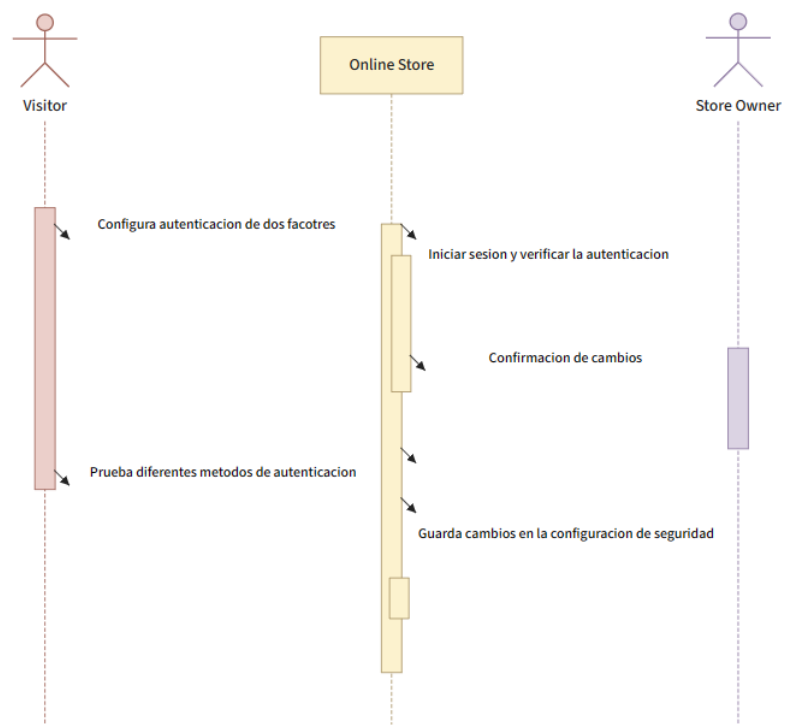 Online Store
Visitor
Store Owner
Configura autenticacion de dos facotres
Iniciar sesion y verificar la autenticacion
Confirmacion de cambios
Prueba diferentes metodos de autenticacion
Guarda cambios en la configuracion de seguridad